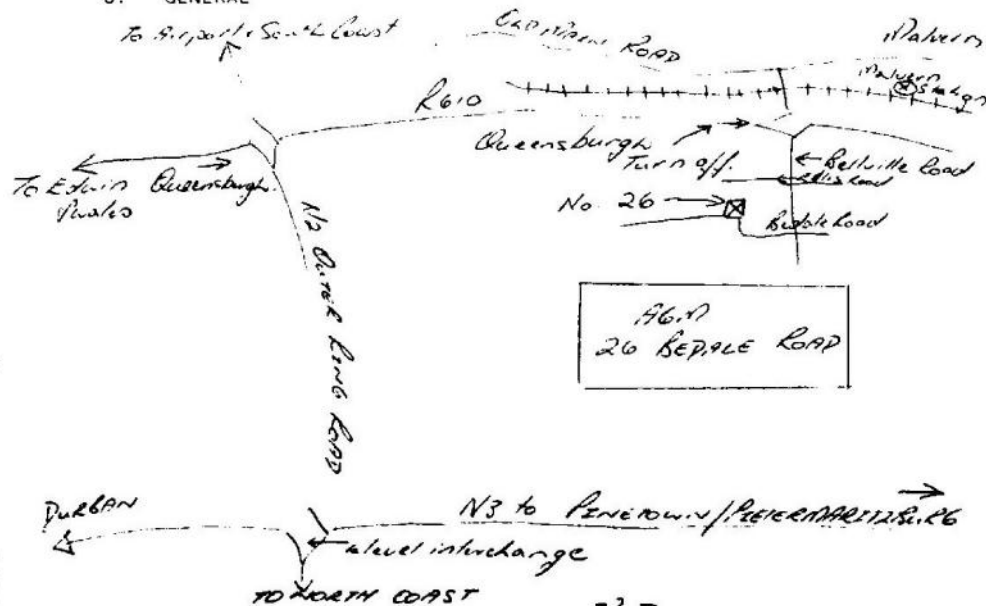 GENERAL
To Airport & South Coast
OLD MAIN ROAD
Malvern
Malvern Station
R610
Queensburgh Turn off.
Bellville Road
Road
To Edwin Swales
Queensburgh.
No. 26
Bedale Road
N2 OUTER RING ROAD
AGM
26 BEDALE ROAD
DURBAN
N3 to PINETOWN/PIETERMARITZBURG
level interchange
TO NORTH COAST